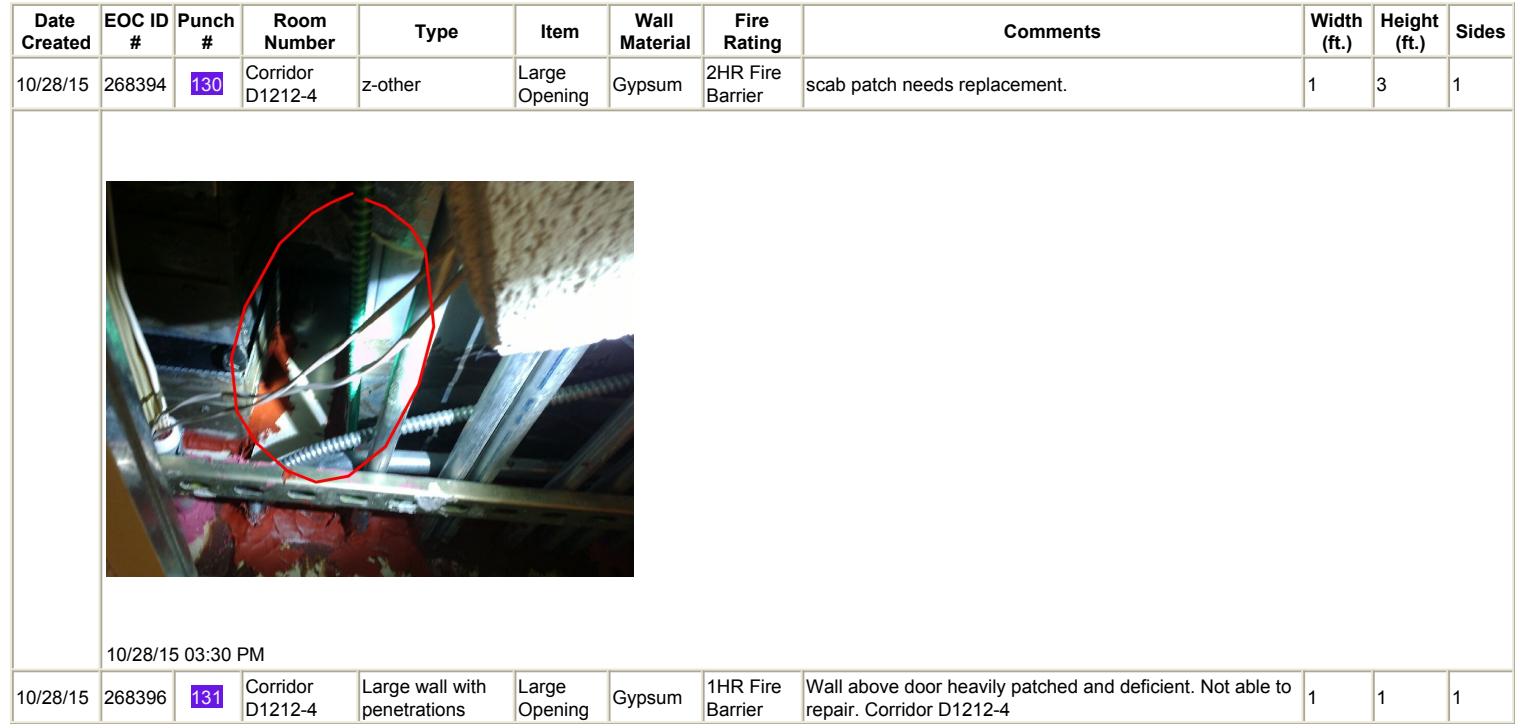 Date Created EOC ID # Punch # Room Number Type Item Wall Material Fire Rating Comments Width (ft.) Height (ft.) Sides
10/28/15 268394 130 Corridor D1212-4 z-other Large Opening Gypsum 2HR Fire Barrier scab patch needs replacement. 1 3 1
10/28/15 03:30 PM
10/28/15 268396 131 Corridor D1212-4 Large wall with penetrations Large Opening Gypsum 1HR Fire Barrier Wall above door heavily patched and deficient. Not able to repair. Corridor D1212-4 1 1 1